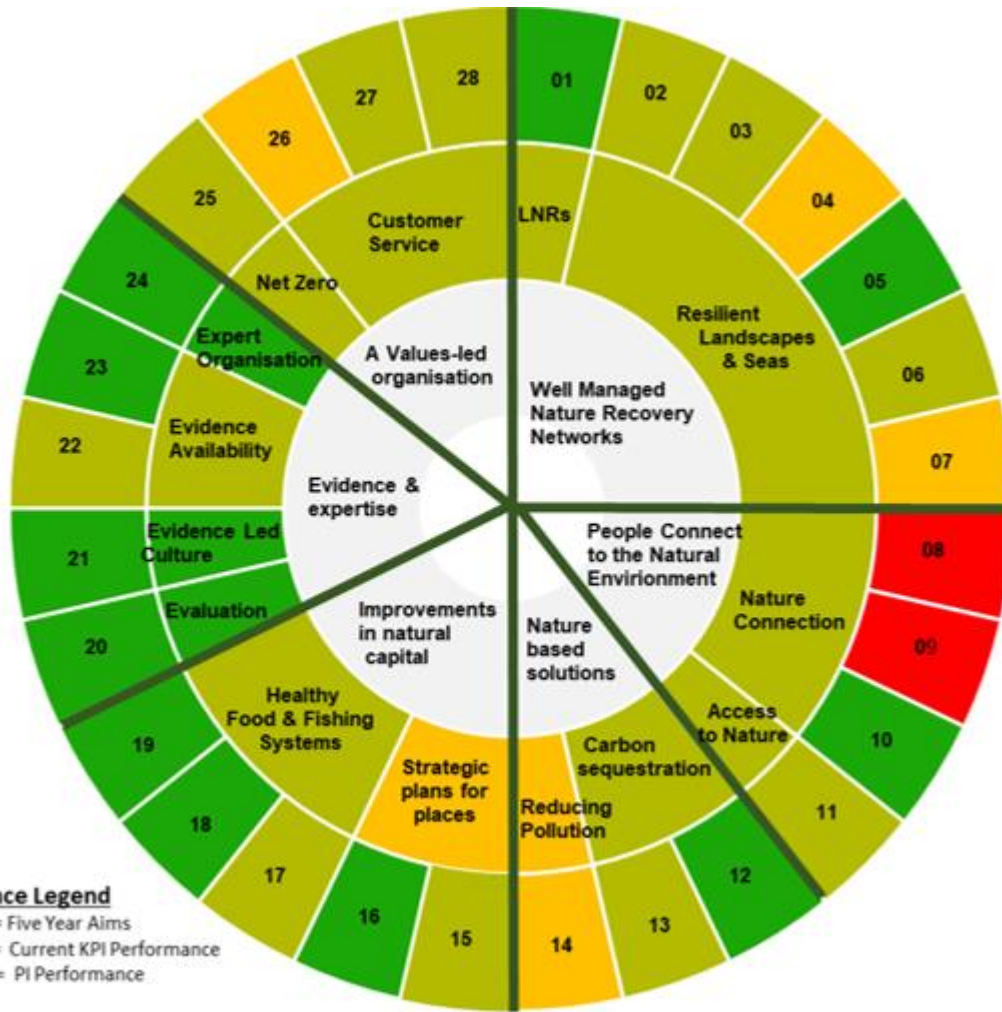 28
01
27
02
26
03
25
04
24
05
23
06
22
07
21
08
20
09
19
10
18
11
17
12
16
13
15
14
Customer
Service
LNRs
Net Zero
Resilient
Landscapes
& Seas
Expert
Organisation
Evidence
Availability
Evidence Led
Culture
Evaluation
Nature
Connection
Access
to Nature
Healthy
Food & Fishing
Systems
Strategic
plans for
places
Reducing
Pollution
Carbon
sequestration
A Values-led
organisation
Well Managed
Nature Recovery
Networks
Evidence &
expertise
People Connect
to the Natural
Envirionment
Improvements
in natural
capital
Nature
based
solutions
Legend
= Five Year Aims
= Current KPI Performance
= PI Performance